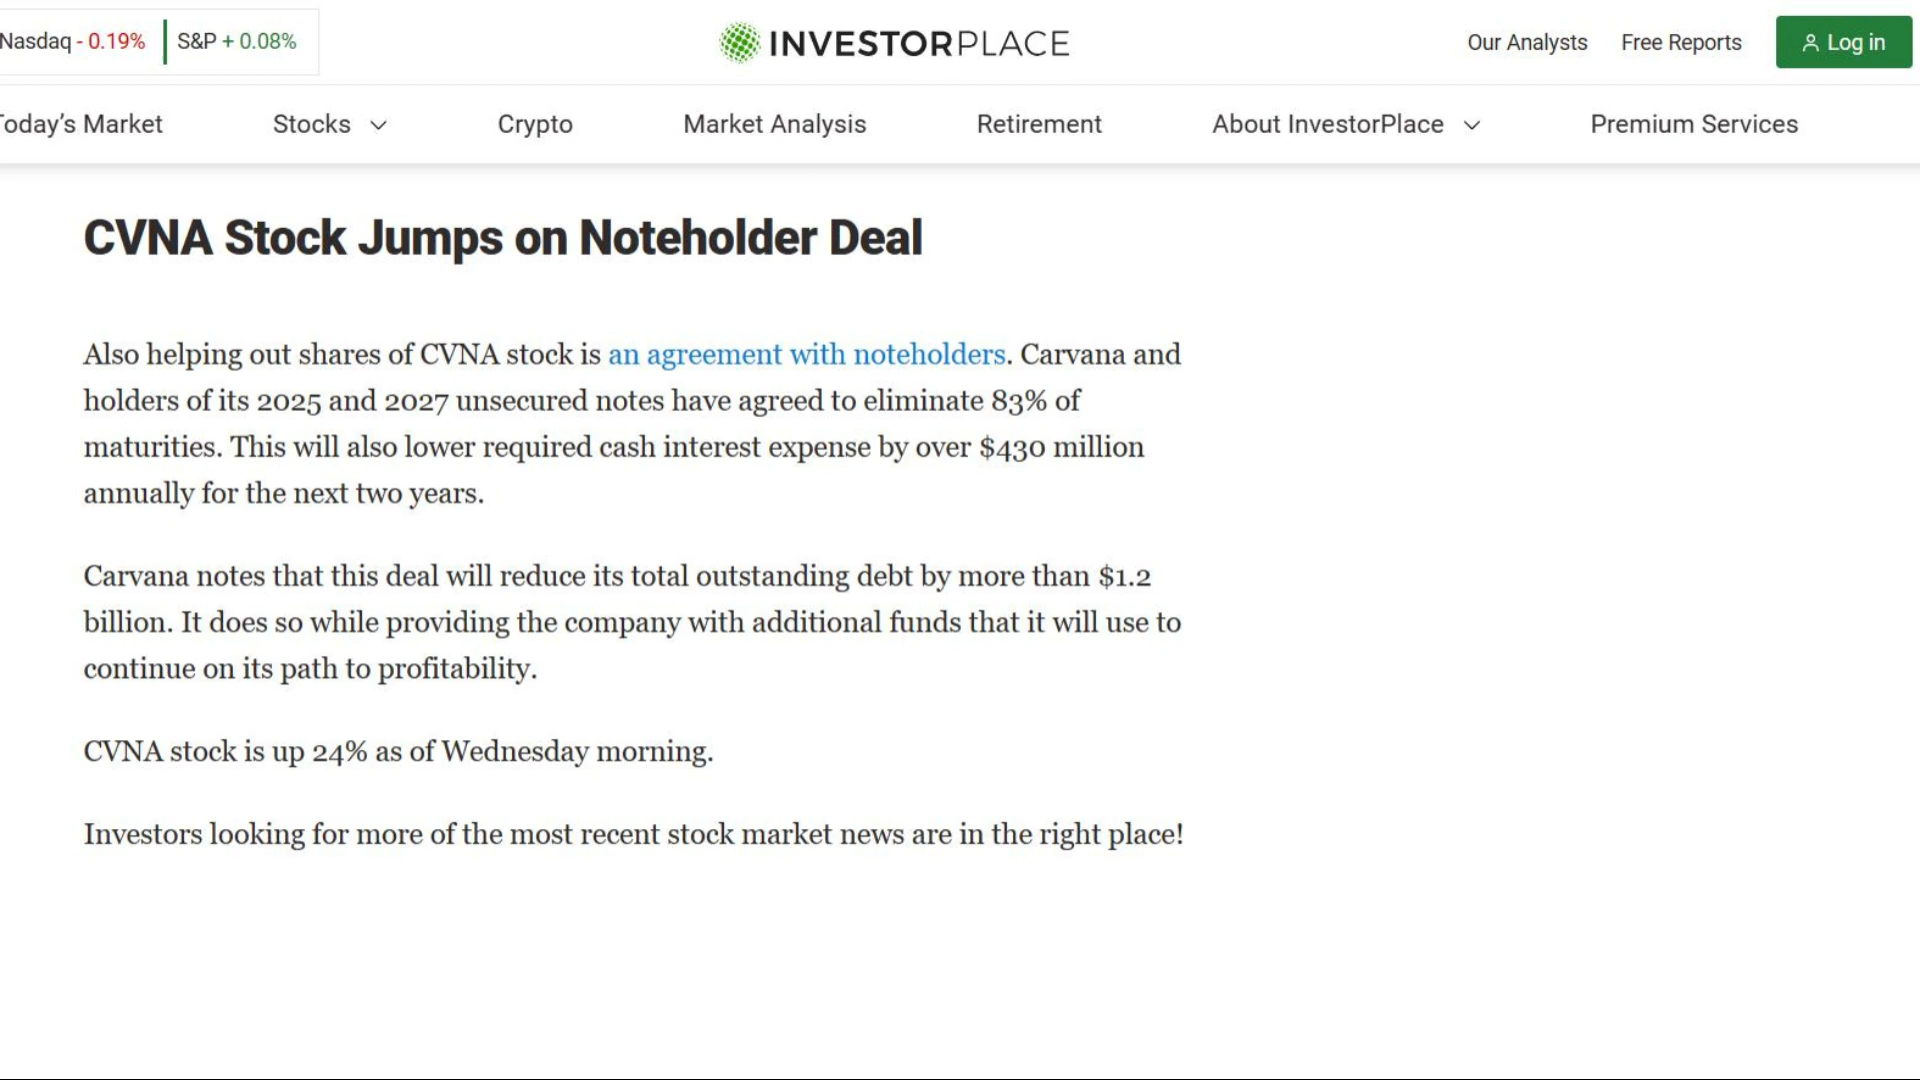 Nasdaq - 0.19% S&P + 0.08%
INVESTORPLACE
Our Analysts Free Reports Log in
Today’s Market Stocks Crypto Market Analysis Retirement About InvestorPlace Premium Services
CVNA Stock Jumps on Noteholder Deal
Also helping out shares of CVNA stock is an agreement with noteholders. Carvana and
holders of its 2025 and 2027 unsecured notes have agreed to eliminate 83% of
maturities. This will also lower required cash interest expense by over $430 million
annually for the next two years.
Carvana notes that this deal will reduce its total outstanding debt by more than $1.2
billion. It does so while providing the company with additional funds that it will use to
continue on its path to profitability.
CVNA stock is up 24% as of Wednesday morning.
Investors looking for more of the most recent stock market news are in the right place!